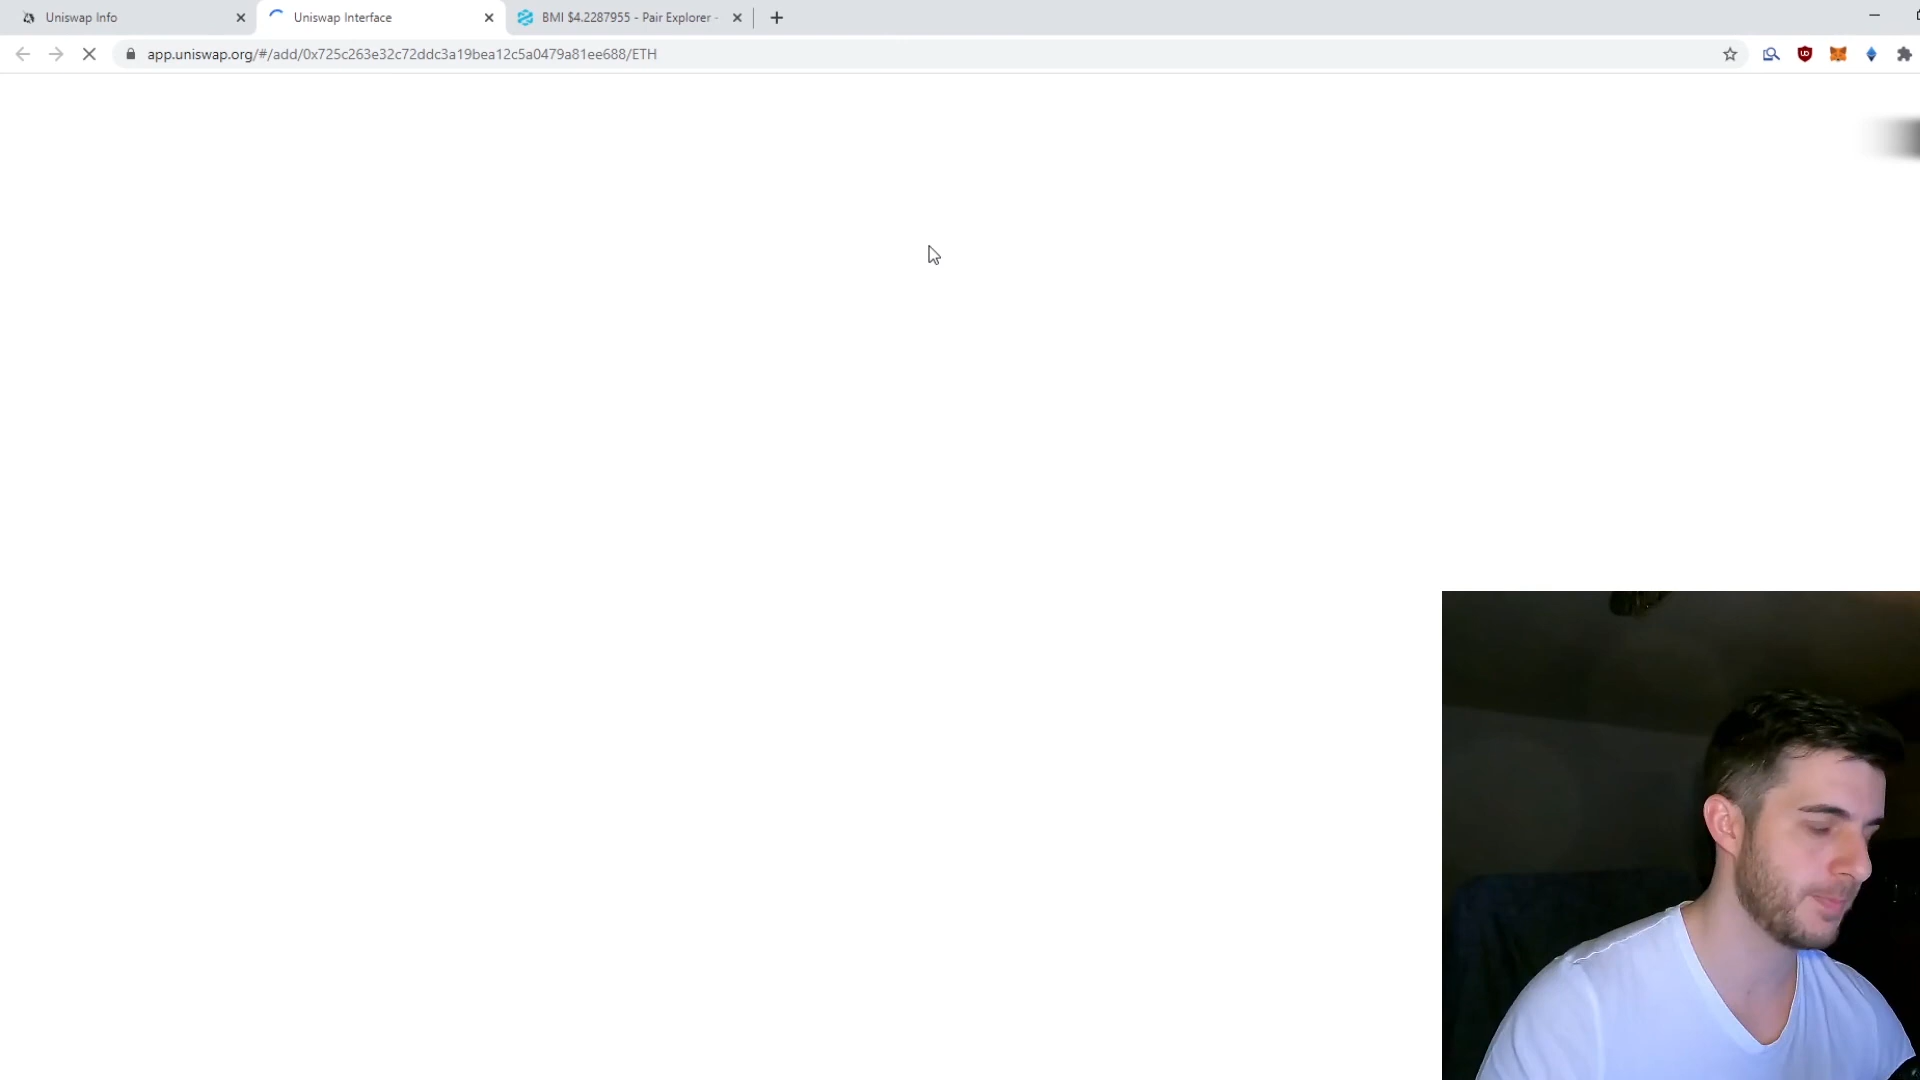 Uniswap Info
Uniswap Interface
BMI $4.2287955 - Pair Explorer -
app.uniswap.org/#/add/0x725c263e32c72ddc3a19bea12c5a0479a81ee688/ETH